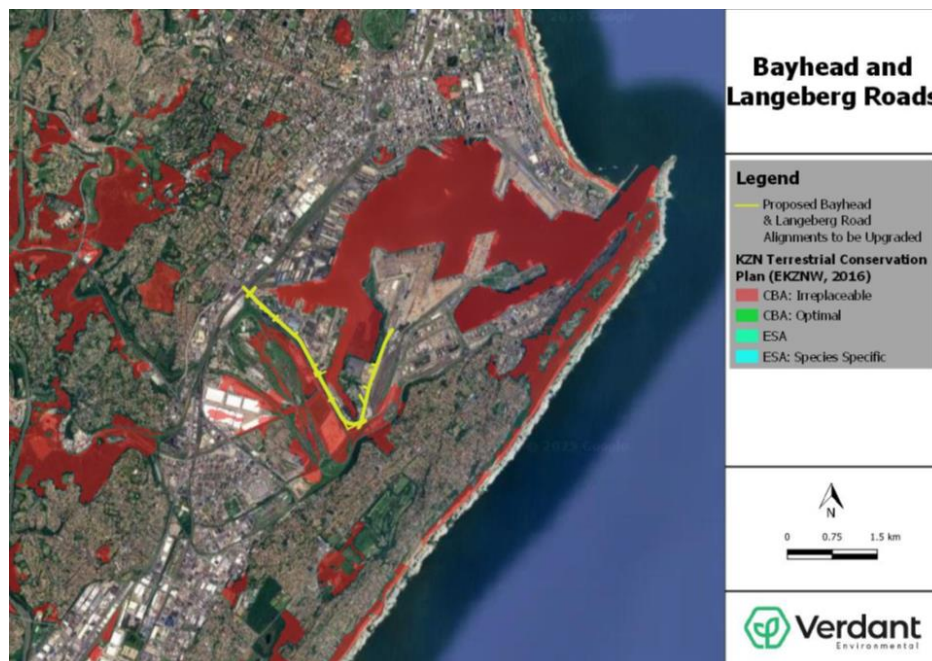 Bayhead and
Langeberg Roads
Legend
Proposed Bayhead
& Langeberg Road
Alignments to be Upgraded
KZN Terrestrial Conservation
Plan (EKZNW, 2016)
CBA: Irreplaceable
CBA: Optimal
ESA
ESA: Species Specific
N
0 0.75 1.5 km
Verdant
Environmental